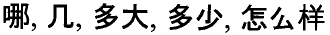 哪, 几, 多大, 多少, 怎么样